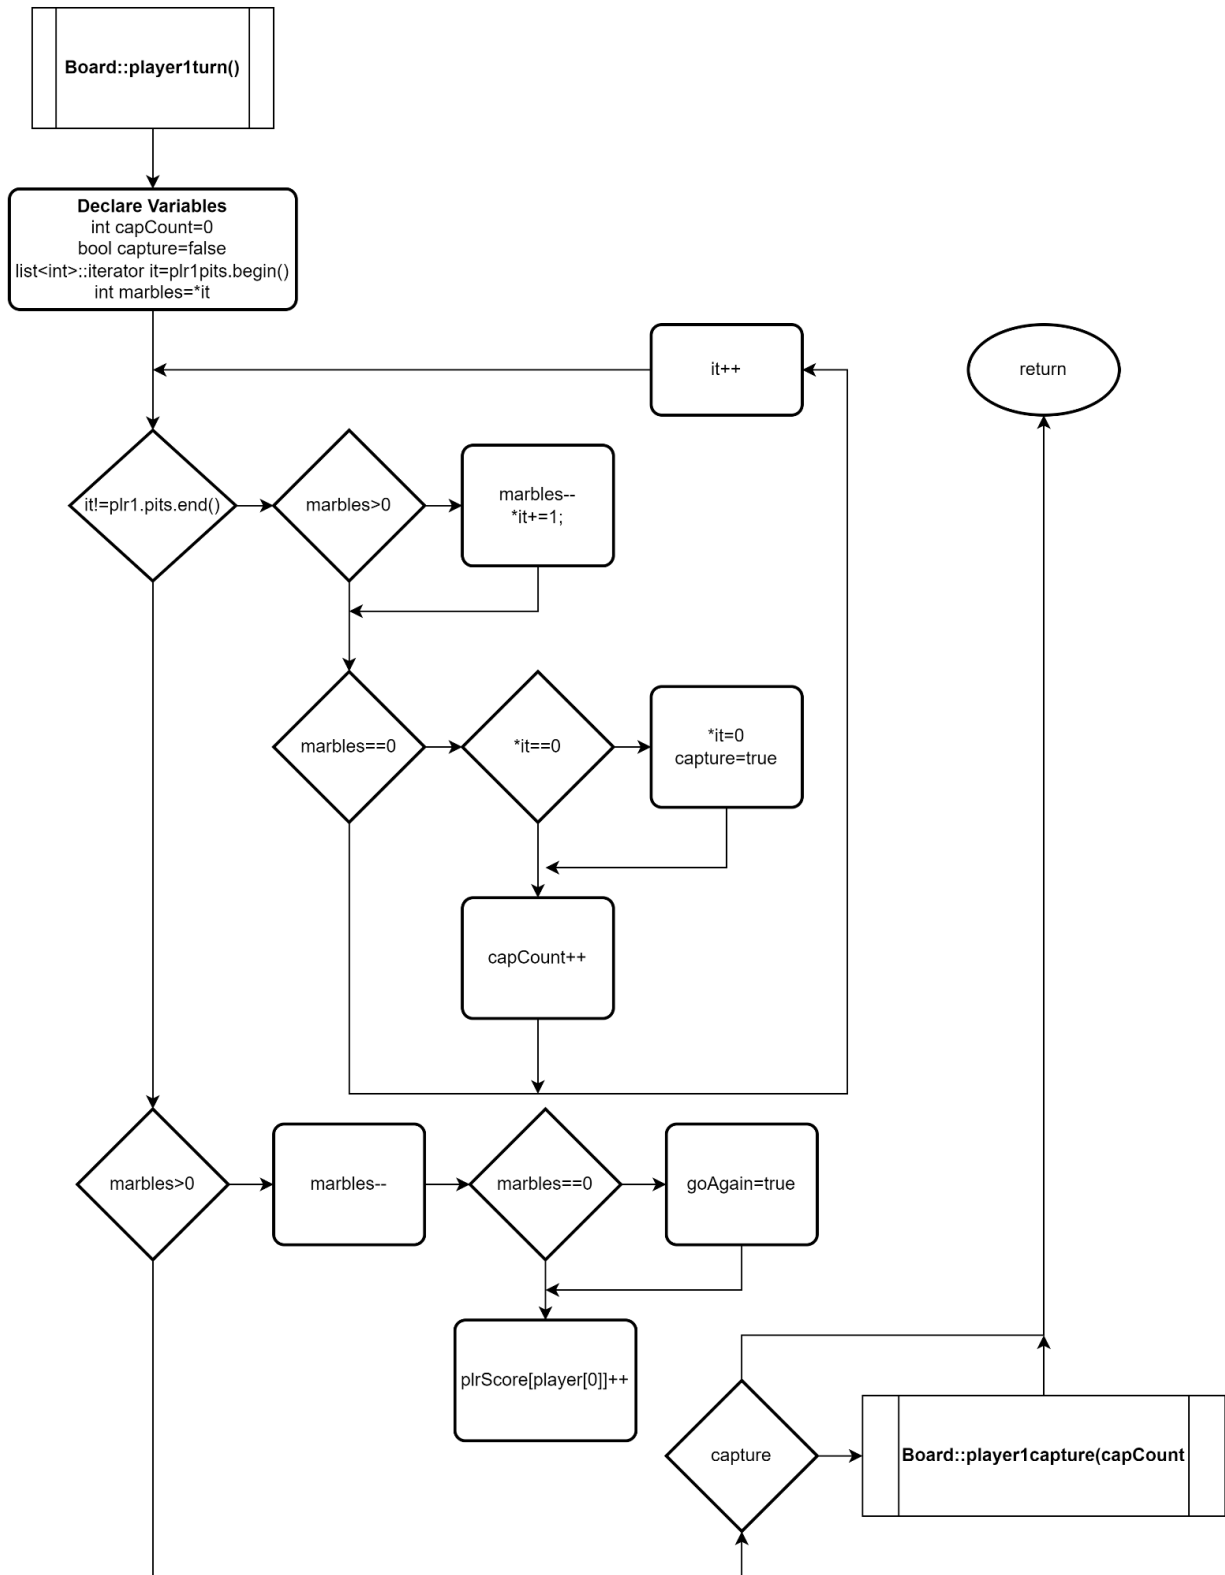 Board::player1turn()
Declare Variables
int capCount=0
bool capture=false
list<int>::iterator it=plr1pits.begin()
int marbles=*it
it++
return
it!=plr1.pits.end()
marbles>0
marbles--
*it+=1;
marbles==0
*it==0
*it=0
capture=true
capCount++
marbles>0
marbles--
marbles==0
goAgain=true
plrScore[player[0]]++
capture
Board::player1capture(capCount